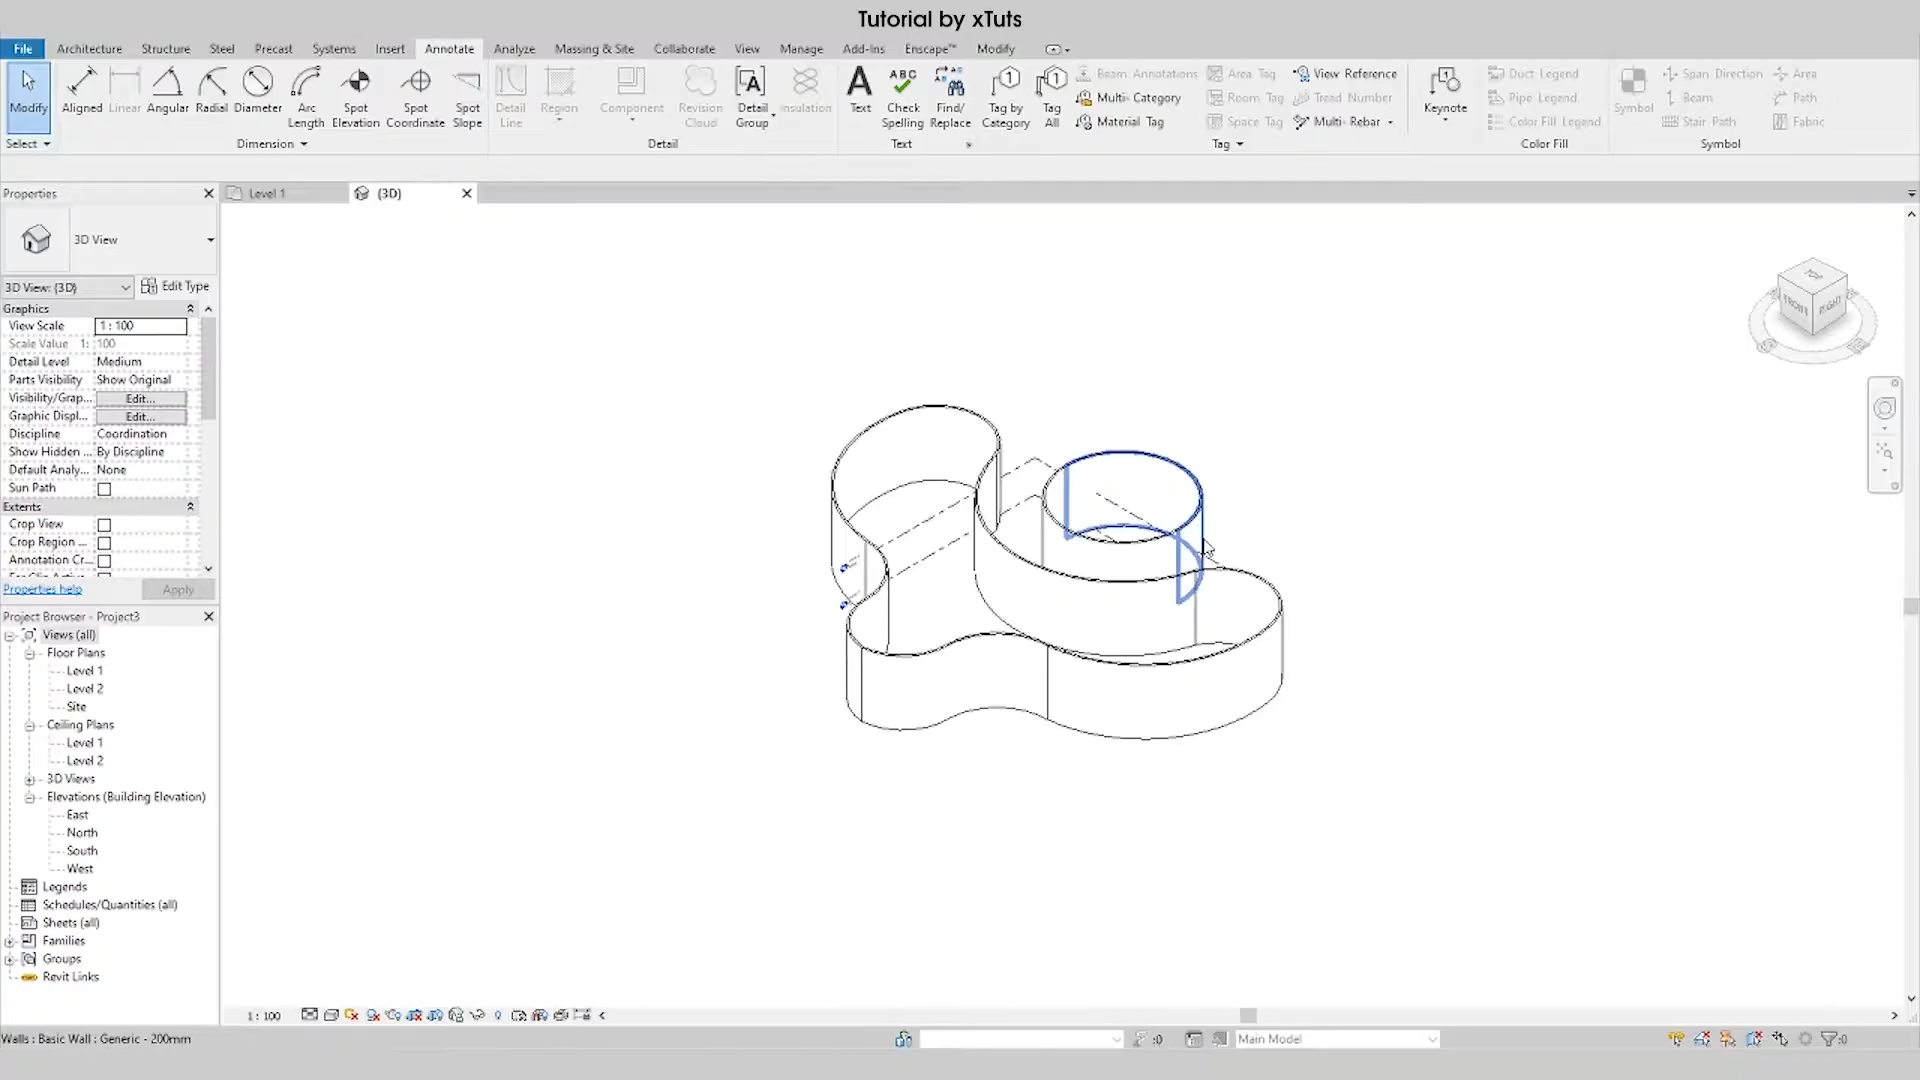 Tutorial by xTuts
File Architecture Structure Steel Precast Systems Insert Annotate Analyze Massing & Site Collaborate View Manage Add-Ins Enscape™ Modify
Modify Aligned Linear Angular Radial Diameter Arc Length Spot Elevation Spot Coordinate Spot Slope Detail Line Region Component Revision Cloud Detail Group Insulation Text Check Spelling Find/ Replace Tag by Category Tag All
Beam Annotations Area Tag View Reference
Multi- Category Room Tag Tread Number
Material Tag Space Tag Multi- Rebar
Keynote
Duct Legend
Pipe Legend
Color Fill Legend
Symbol
Span Direction Area
Beam Path
Stair Path Fabric
Select Dimension Detail Text Tag Color Fill Symbol
Properties
Level 1 (3D)
3D View
3D View: {3D} Edit Type
Graphics
View Scale 1 : 100
Scale Value 1: 100
Detail Level Medium
Parts Visibility Show Original
Visibility/Grap... Edit...
Graphic Displ... Edit...
Discipline Coordination
Show Hidden ... By Discipline
Default Analy... None
Sun Path
Extents
Crop View
Crop Region ...
Annotation Cr...
Properties help Apply
Project Browser - Project3
Views (all)
Floor Plans
Level 1
Level 2
Site
Ceiling Plans
Level 1
Level 2
3D Views
Elevations (Building Elevation)
East
North
South
West
Legends
Schedules/Quantities (all)
Sheets (all)
Families
Groups
Revit Links
TOP
FRONT RIGHT
1 : 100
Walls : Basic Wall : Generic - 200mm
:0
Main Model
:0